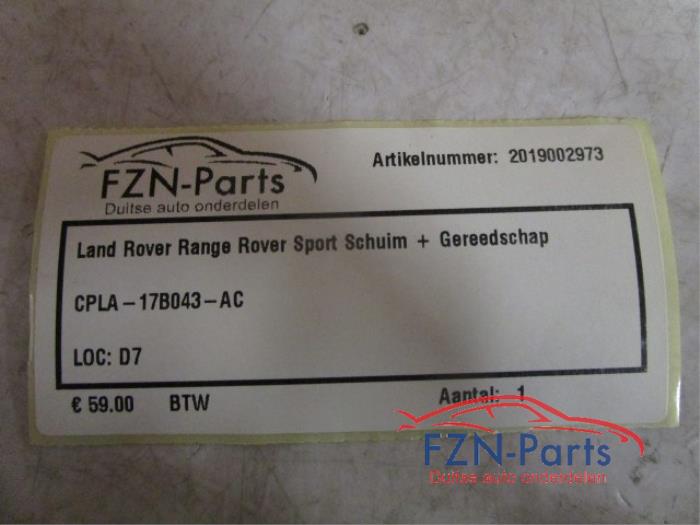 FZN-Parts
Duitse auto onderdelen
Artikelnummer: 2019002973
Land Rover Range Rover Sport Schuim + Gereedschap
CPLA-17B043-AC
LOC: D7
€ 59.00 BTW Aantal: 1
FZN-Parts
Duitse auto onderdelen